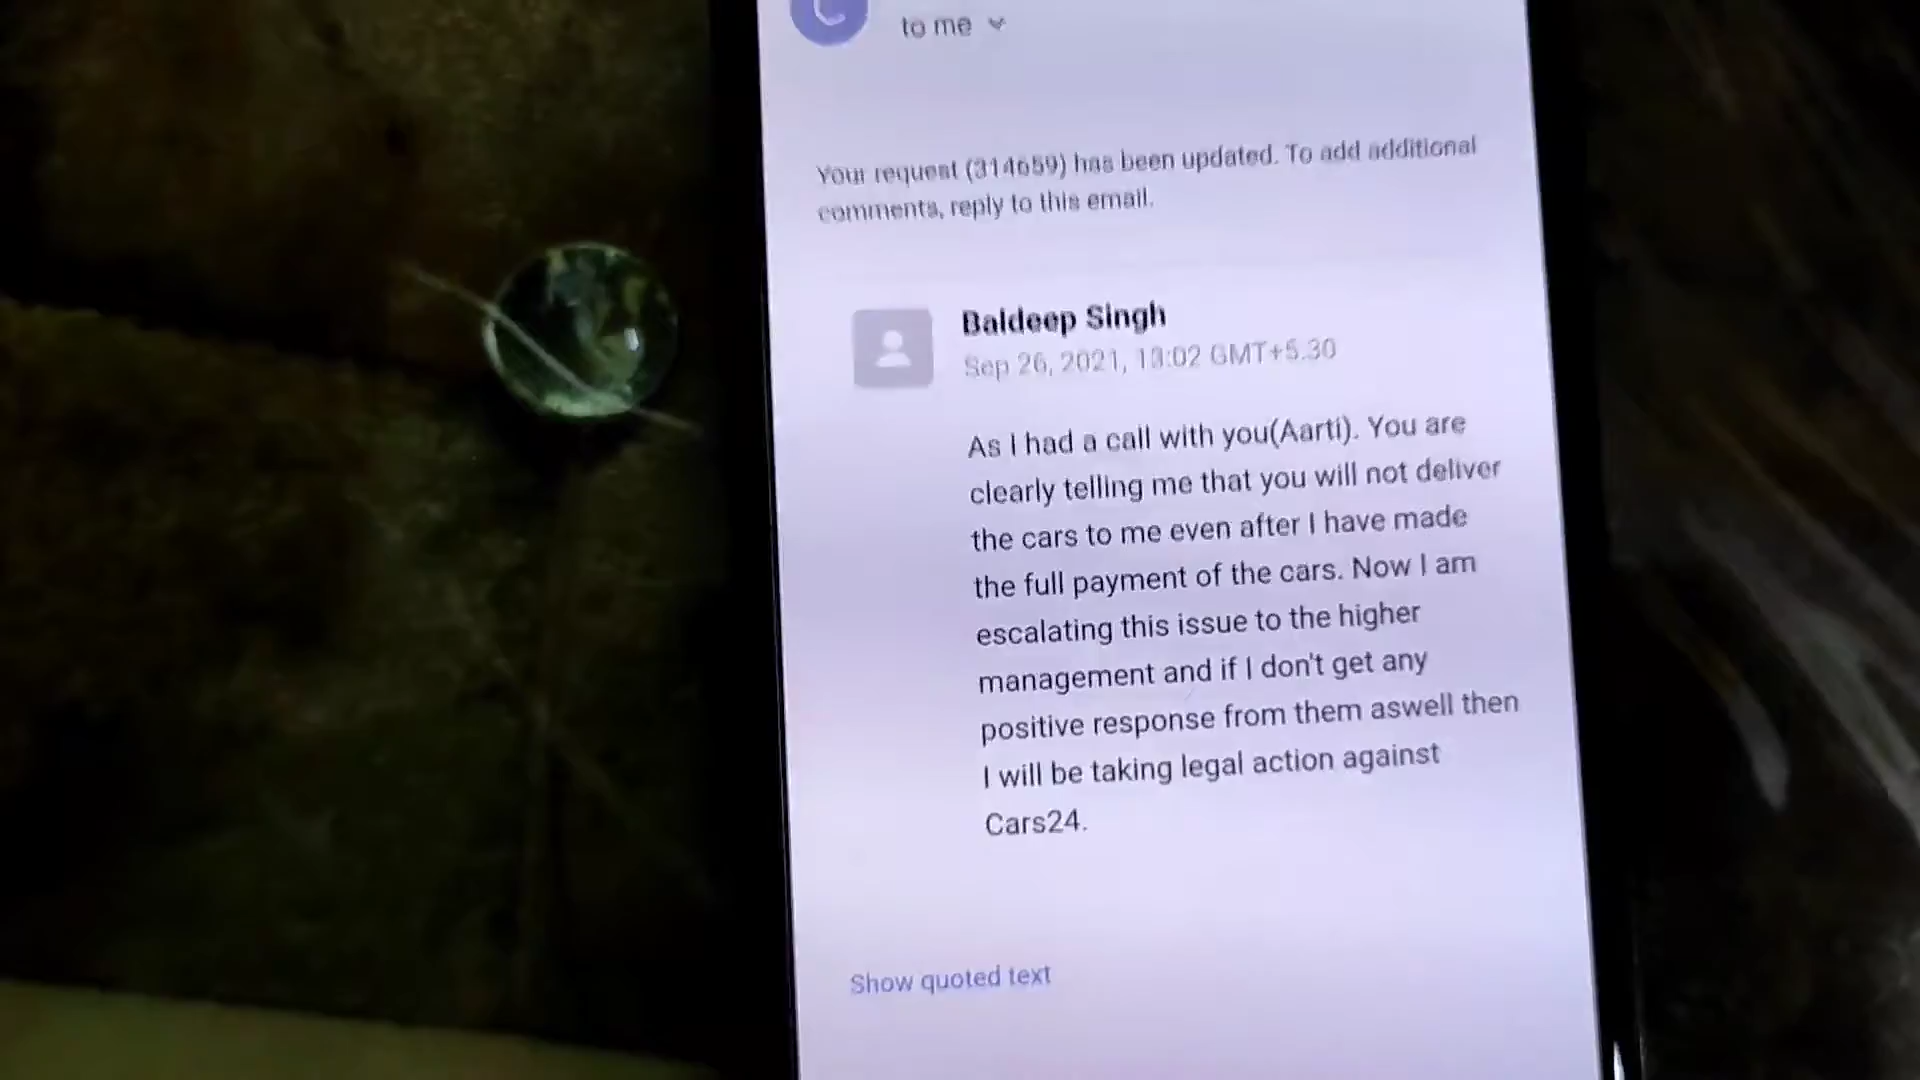 to me
Your request (314659) has been updated. To add additional
comments, reply to this email.
Baldeep Singh
Sep 26, 2021, 13:02 GMT+5.30
As I had a call with you(Aarti). You are
clearly telling me that you will not deliver
the cars to me even after I have made
the full payment of the cars. Now I am
escalating this issue to the higher
management and if I don't get any
positive response from them aswell then
I will be taking legal action against
Cars24.
Show quoted text